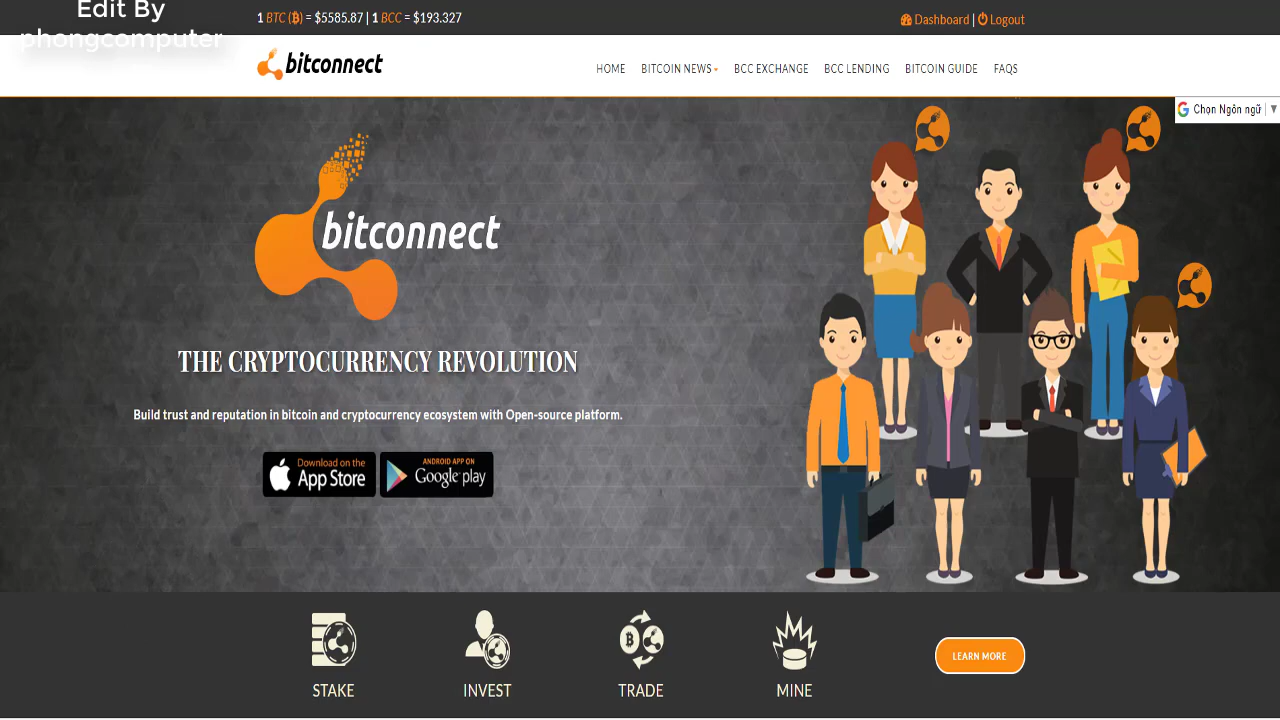 Edit By
phongcomputer
1 BTC (₿) = $5585.87 | 1 BCC = $193.327
Dashboard | Logout
bitconnect
HOME BITCOIN NEWS BCC EXCHANGE BCC LENDING BITCOIN GUIDE FAQS
Chọn Ngôn ngữ | ▼
bitconnect
THE CRYPTOCURRENCY REVOLUTION
Build trust and reputation in bitcoin and cryptocurrency ecosystem with Open-source platform.
Download on the
App Store
ANDROID APP ON
Google play
STAKE INVEST TRADE MINE
LEARN MORE